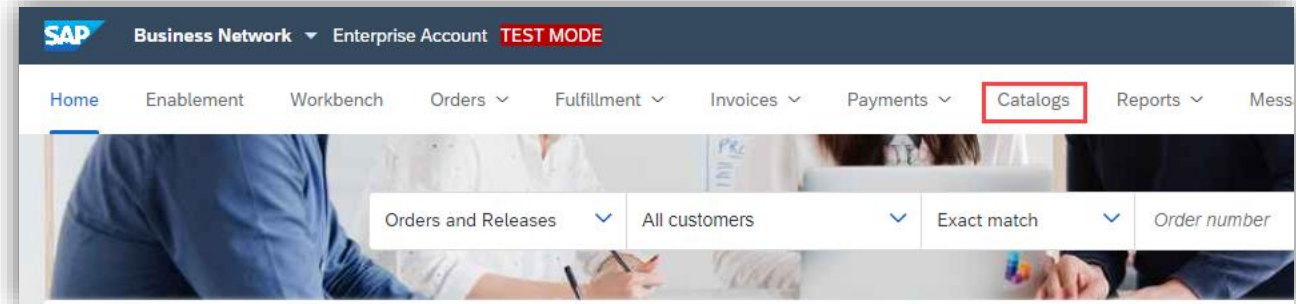 SAP Business Network Enterprise Account TEST MODE
Home Enablement Workbench Orders Fulfillment Invoices Payments Catalogs Reports Mess
Orders and Releases All customers Exact match Order number